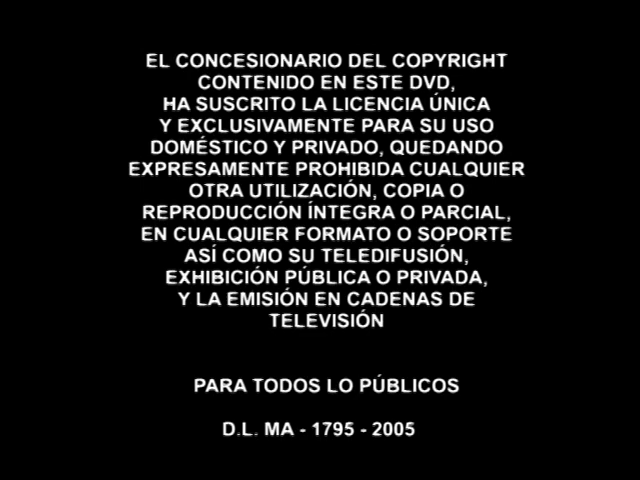 EL CONCESIONARIO DEL COPYRIGHT
CONTENIDO EN ESTE DVD,
HA SUSCRITO LA LICENCIA ÚNICA
Y EXCLUSIVAMENTE PARA SU USO
DOMÉSTICO Y PRIVADO, QUEDANDO
EXPRESAMENTE PROHIBIDA CUALQUIER
OTRA UTILIZACIÓN, COPIA O
REPRODUCCIÓN ÍNTEGRA O PARCIAL,
EN CUALQUIER FORMATO O SOPORTE
ASÍ COMO SU TELEDIFUSIÓN,
EXHIBICIÓN PÚBLICA O PRIVADA,
Y LA EMISIÓN EN CADENAS DE
TELEVISIÓN
PARA TODOS LO PÚBLICOS
D.L. MA - 1795 - 2005